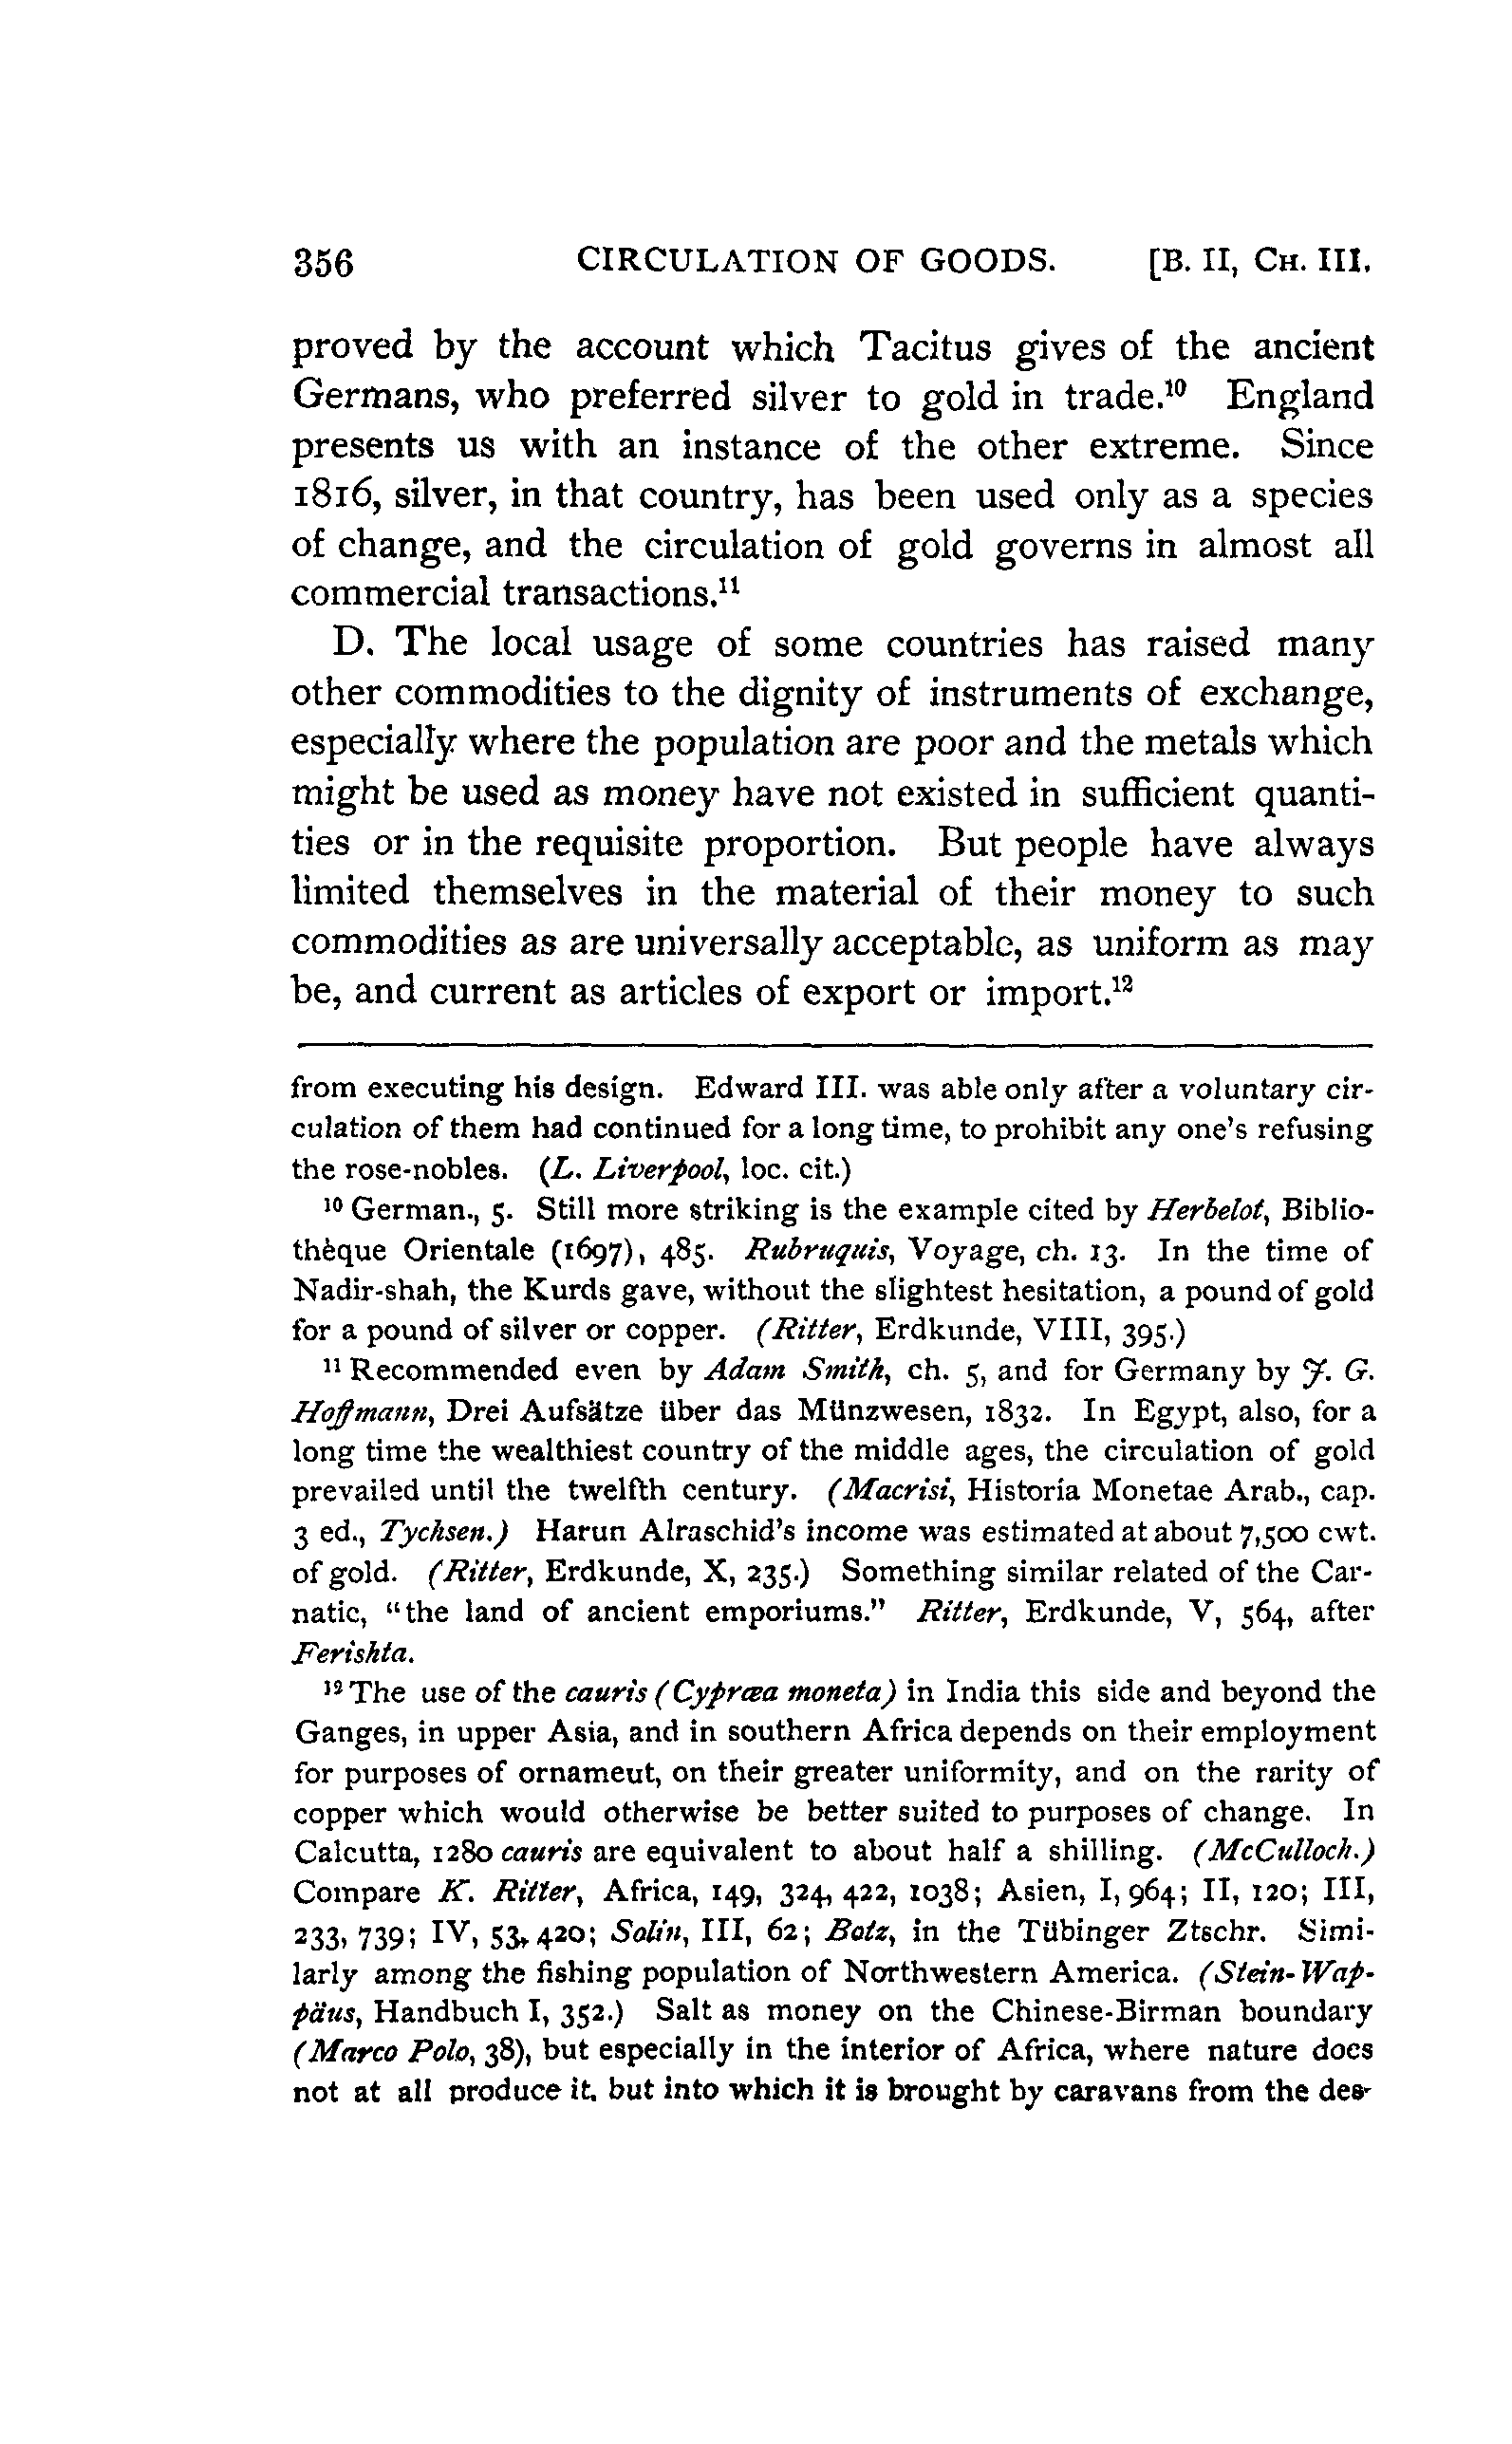 356 CIRCULATION OF GOODS. [B. II, CH. III.
proved by the account which Tacitus gives of the ancient
Germans, who preferred silver to gold in trade.¹⁰ England
presents us with an instance of the other extreme. Since
1816, silver, in that country, has been used only as a species
of change, and the circulation of gold governs in almost all
commercial transactions.¹¹
D. The local usage of some countries has raised many
other commodities to the dignity of instruments of exchange,
especially where the population are poor and the metals which
might be used as money have not existed in sufficient quanti-
ties or in the requisite proportion. But people have always
limited themselves in the material of their money to such
commodities as are universally acceptable, as uniform as may
be, and current as articles of export or import.¹²
from executing his design. Edward III. was able only after a voluntary cir-
culation of them had continued for a long time, to prohibit any one's refusing
the rose-nobles. (L. Liverpool, loc. cit.)
¹⁰ German., 5. Still more striking is the example cited by Herbelot, Biblio-
thèque Orientale (1697), 485. Rubruquis, Voyage, ch. 13. In the time of
Nadir-shah, the Kurds gave, without the slightest hesitation, a pound of gold
for a pound of silver or copper. (Ritter, Erdkunde, VIII, 395.)
¹¹ Recommended even by Adam Smith, ch. 5, and for Germany by J. G.
Hoffmann, Drei Aufsätze über das Münzwesen, 1832. In Egypt, also, for a
long time the wealthiest country of the middle ages, the circulation of gold
prevailed until the twelfth century. (Macrisi, Historia Monetae Arab., cap.
3 ed., Tychsen.) Harun Alraschid's income was estimated at about 7,500 cwt.
of gold. (Ritter, Erdkunde, X, 235.) Something similar related of the Car-
natic, "the land of ancient emporiums." Ritter, Erdkunde, V, 564, after
Ferishta.
¹² The use of the cauris (Cypræa moneta) in India this side and beyond the
Ganges, in upper Asia, and in southern Africa depends on their employment
for purposes of ornameut, on their greater uniformity, and on the rarity of
copper which would otherwise be better suited to purposes of change. In
Calcutta, 1280 cauris are equivalent to about half a shilling. (McCulloch.)
Compare K. Ritter, Africa, 149, 324, 422, 1038; Asien, I, 964; II, 120; III,
233, 739; IV, 53, 420; Solin, III, 62; Botz, in the Tübinger Ztschr. Simi-
larly among the fishing population of Northwestern America. (Stein-Wap-
päus, Handbuch I, 352.) Salt as money on the Chinese-Birman boundary
(Marco Polo, 38), but especially in the interior of Africa, where nature does
not at all produce it, but into which it is brought by caravans from the des-